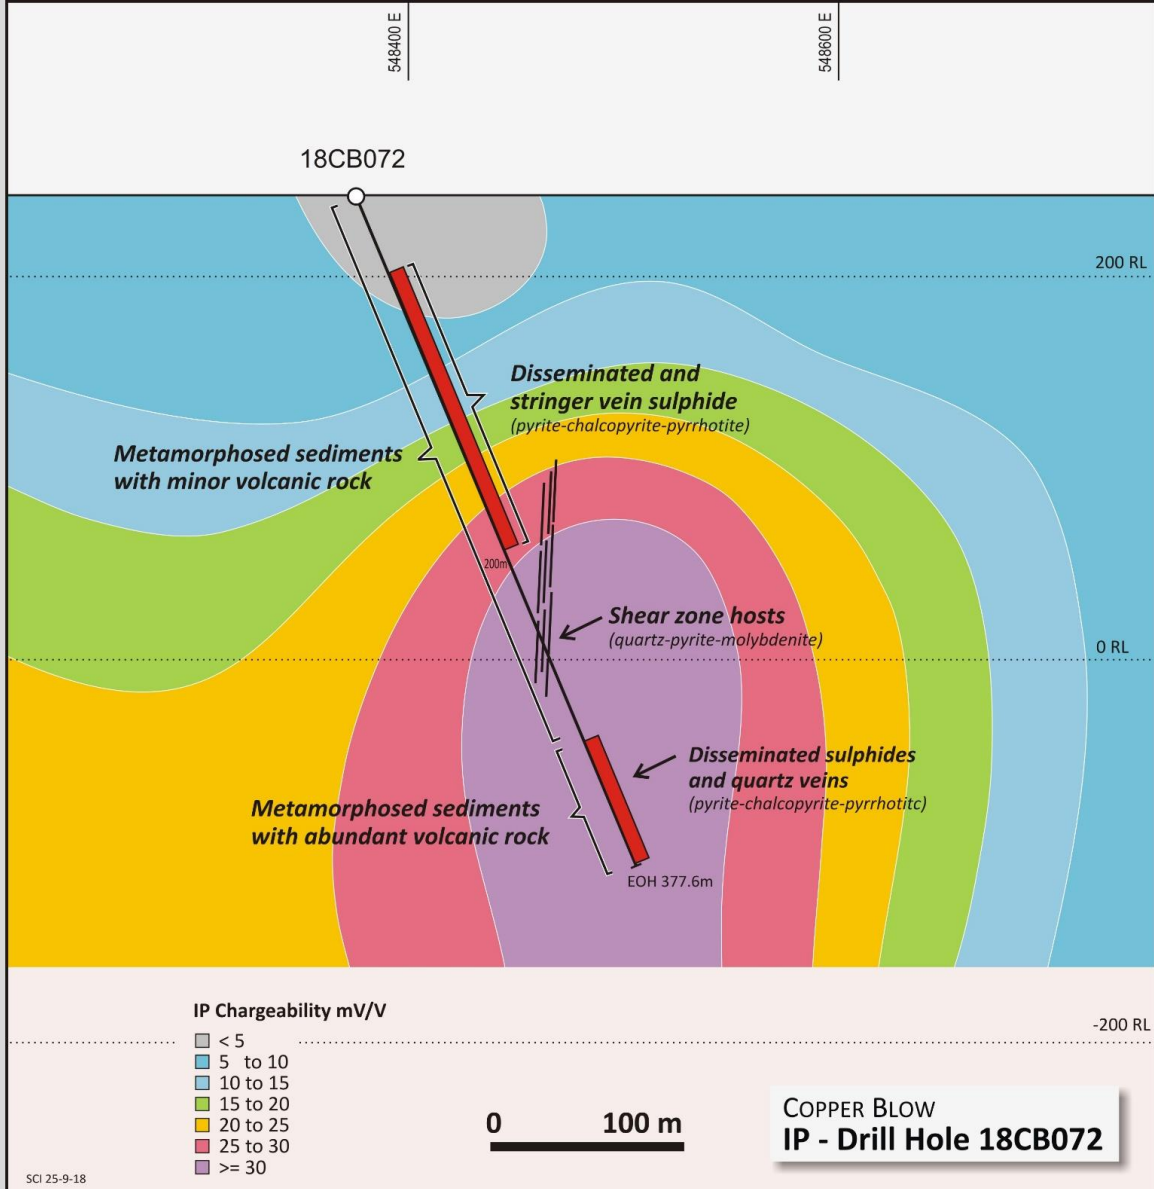 548400 E
548600 E
18CB072
200 RL
Disseminated and
stringer vein sulphide
(pyrite-chalcopyrite-pyrrhotite)
Metamorphosed sediments
with minor volcanic rock
200m
Shear zone hosts
(quartz-pyrite-molybdenite)
0 RL
Disseminated sulphides
and quartz veins
(pyrite-chalcopyrite-pyrrhotitc)
Metamorphosed sediments
with abundant volcanic rock
EOH 377.6m
IP Chargeability mV/V
-200 RL
< 5
5 to 10
10 to 15
15 to 20
20 to 25
25 to 30
>= 30
0 100 m
COPPER BLOW
IP - Drill Hole 18CB072
SCI 25-9-18